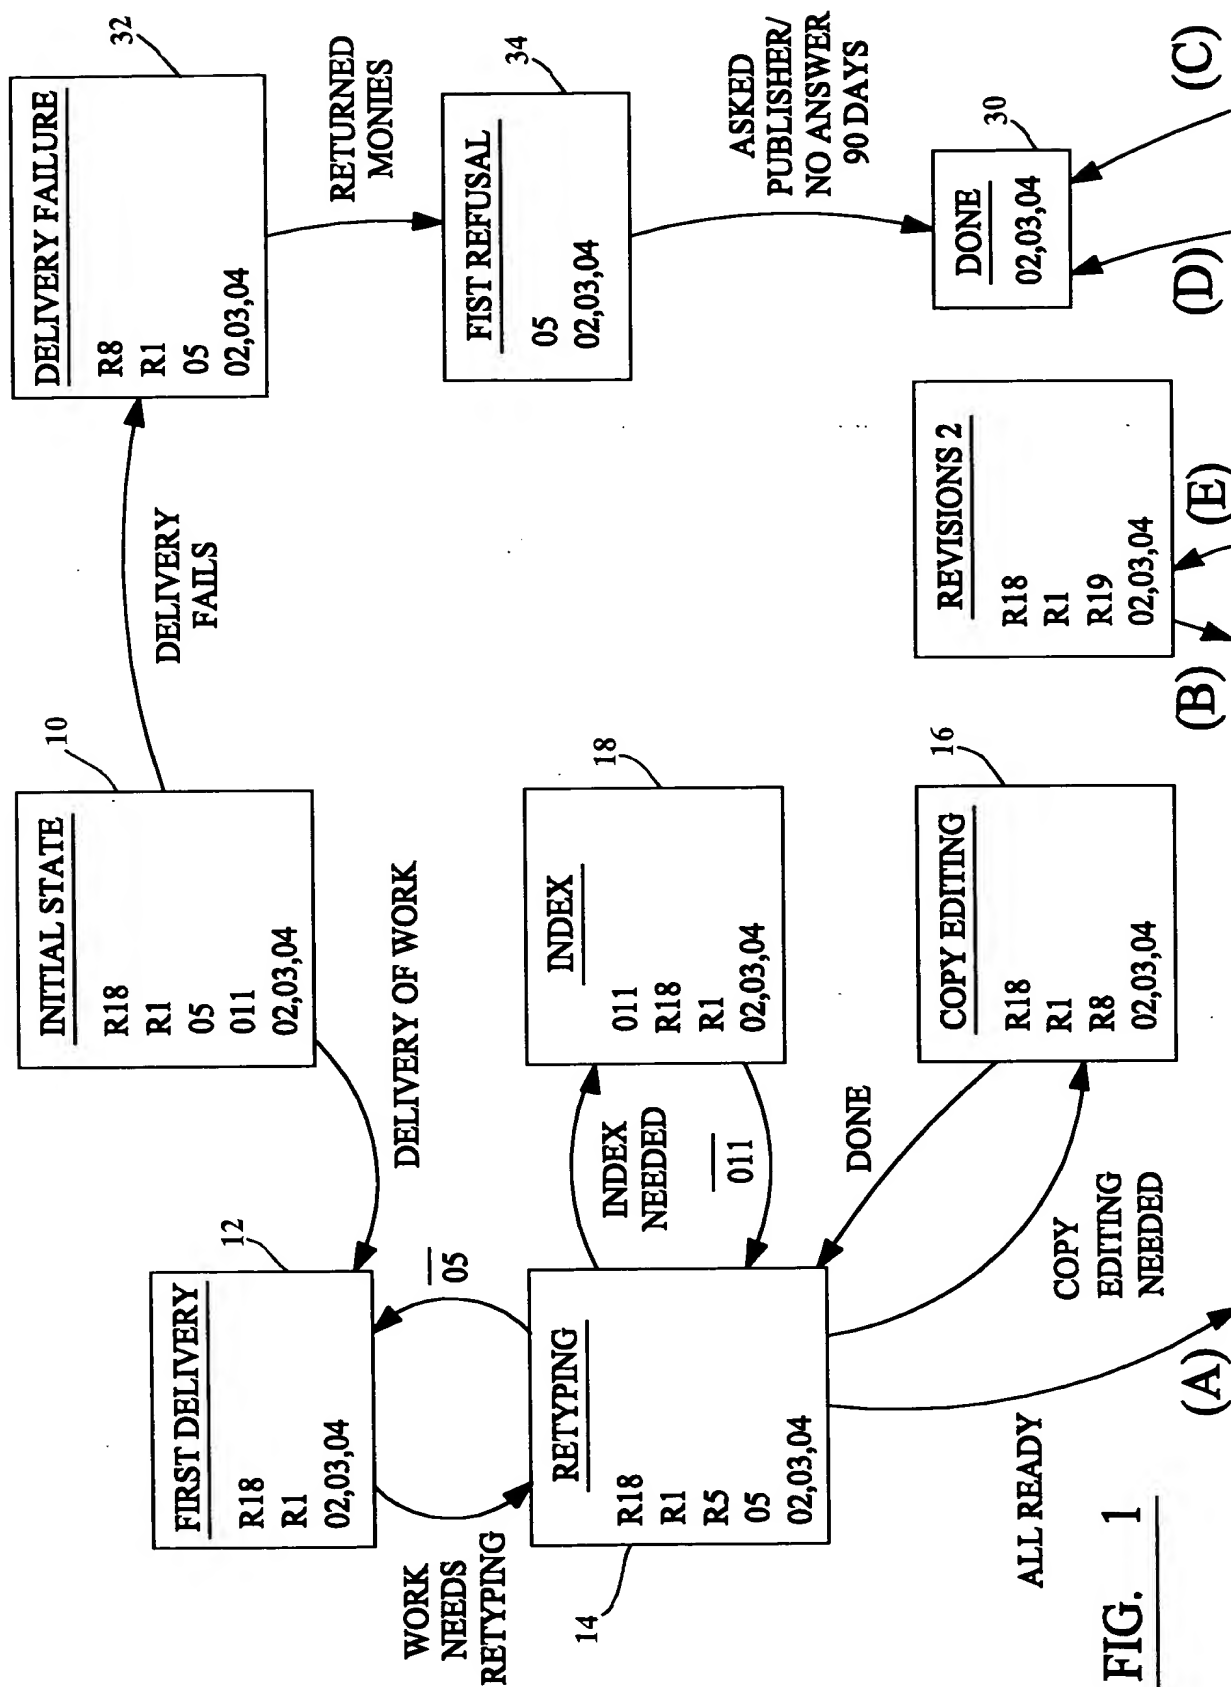 FIRST DELIVERY
R18
R1
02,03,04
12
INITIAL STATE
R18
R1
05
011
02,03,04
10
DELIVERY
FAILS
DELIVERY FAILURE
R8
R1
05
02,03,04
32
DELIVERY OF WORK
RETURNED
MONIES
WORK
NEEDS
RETYPING
05
RETYPING
R18
R1
R5
05
02,03,04
14
INDEX
NEEDED
011
INDEX
011
R18
R1
02,03,04
18
FIST REFUSAL
05
02,03,04
34
ASKED
PUBLISHER/
NO ANSWER
90 DAYS
DONE
COPY
EDITING
NEEDED
COPY EDITING
R18
R1
R8
02,03,04
16
REVISIONS 2
R18
R1
R19
02,03,04
DONE
02,03,04
30
ALL READY
(A)
(B)
(E)
(D)
(C)
FIG. 1